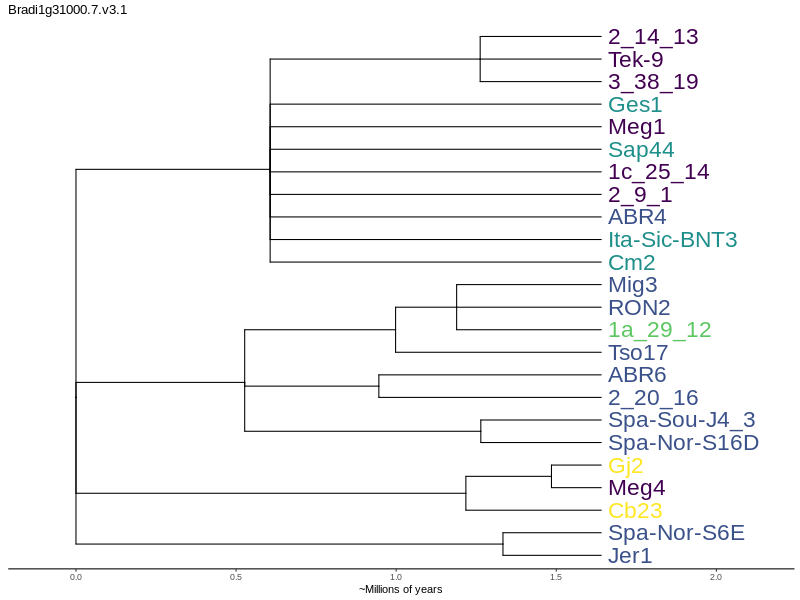 Bradi1g31000.7.v3.1
2_14_13
Tek-9
3_38_19
Ges1
Meg1
Sap44
1c_25_14
2_9_1
ABR4
Ita-Sic-BNT3
Cm2
Mig3
RON2
1a_29_12
Tso17
ABR6
2_20_16
Spa-Sou-J4_3
Spa-Nor-S16D
Gj2
Meg4
Cb23
Spa-Nor-S6E
Jer1
0.0 0.5 1.0 1.5 2.0
~Millions of years